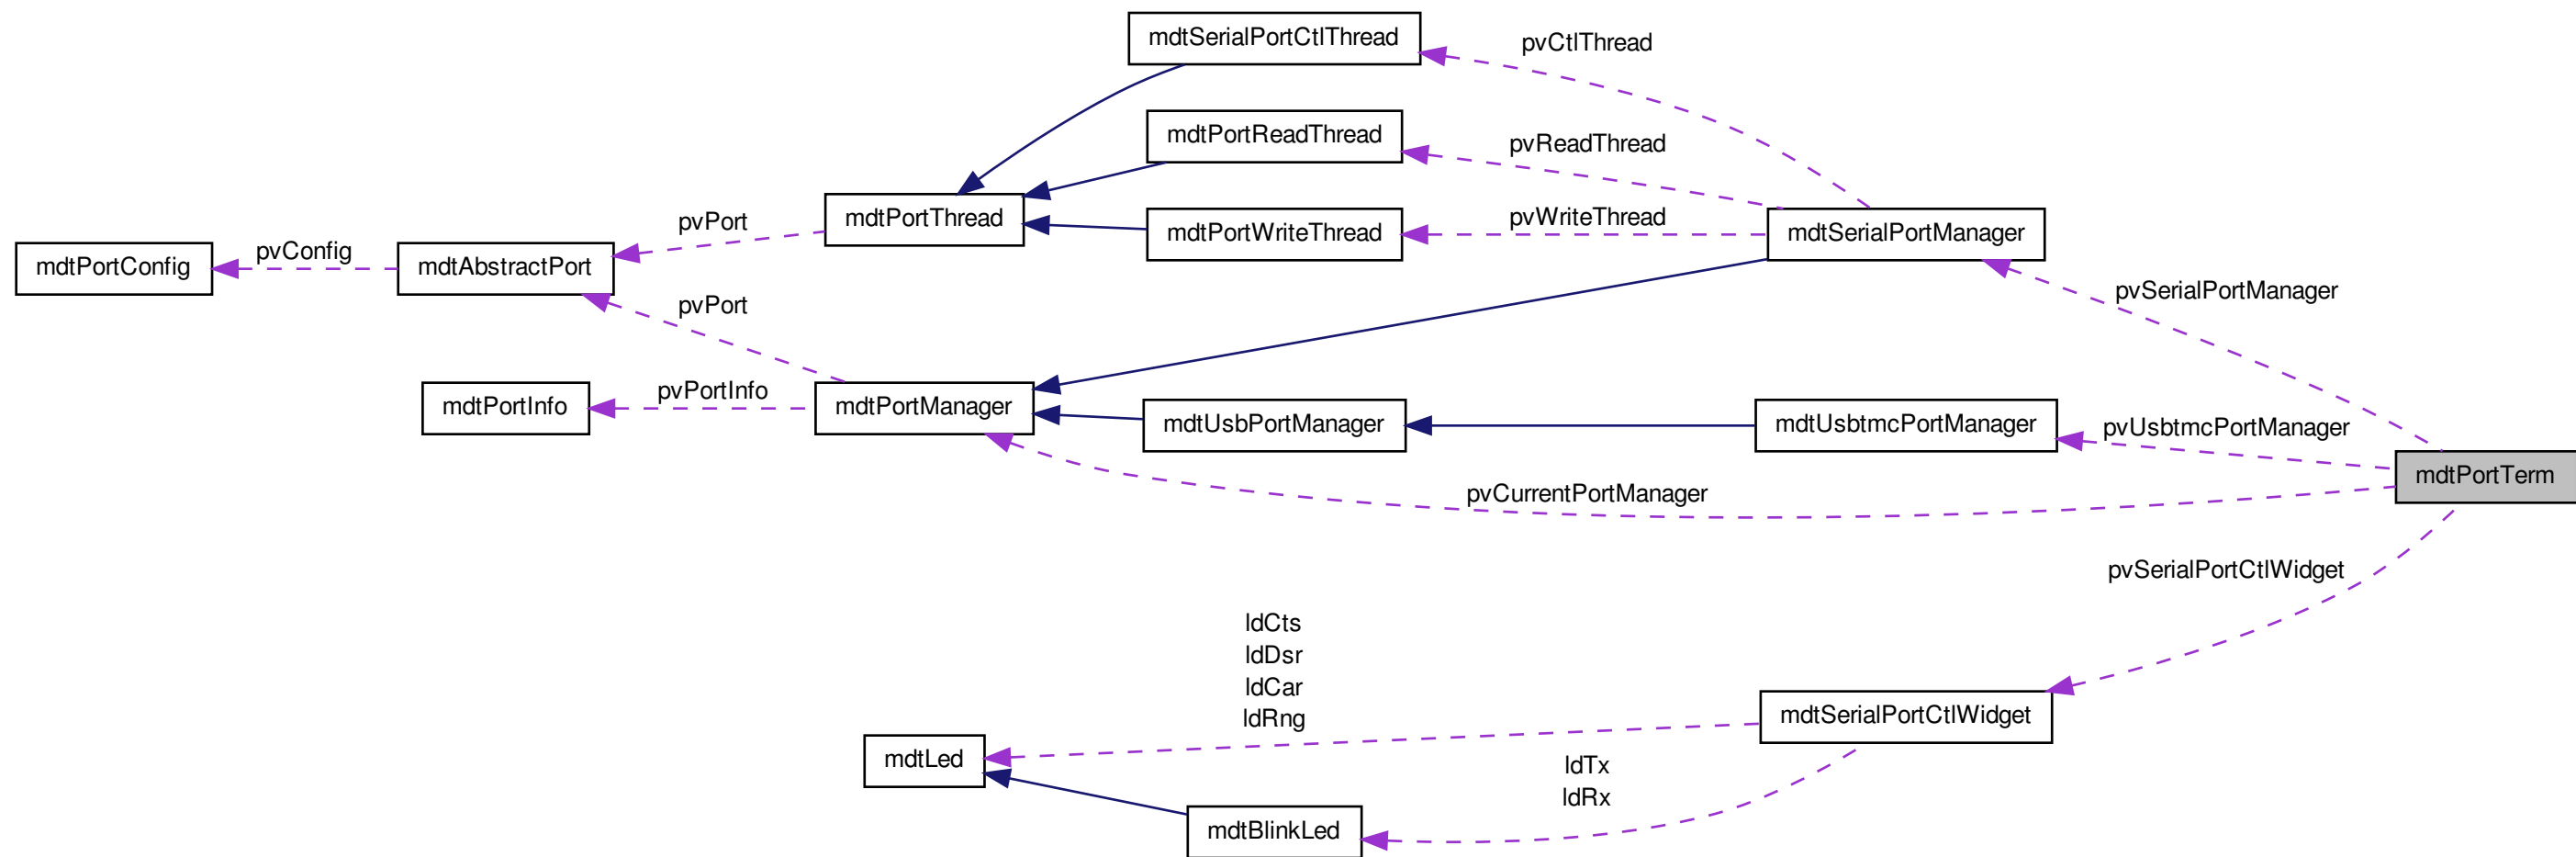 mdtSerialPortCtlThread
pvCtlThread
mdtPortReadThread
pvReadThread
mdtPortThread
pvPort
mdtPortWriteThread
pvWriteThread
mdtSerialPortManager
mdtPortConfig
pvConfig
mdtAbstractPort
pvPort
pvSerialPortManager
mdtPortInfo
pvPortInfo
mdtPortManager
mdtUsbPortManager
mdtUsbtmcPortManager
pvUsbtmcPortManager
mdtPortTerm
pvCurrentPortManager
pvSerialPortCtlWidget
ldCts
ldDsr
ldCar
ldRng
mdtSerialPortCtlWidget
mdtLed
ldTx
ldRx
mdtBlinkLed